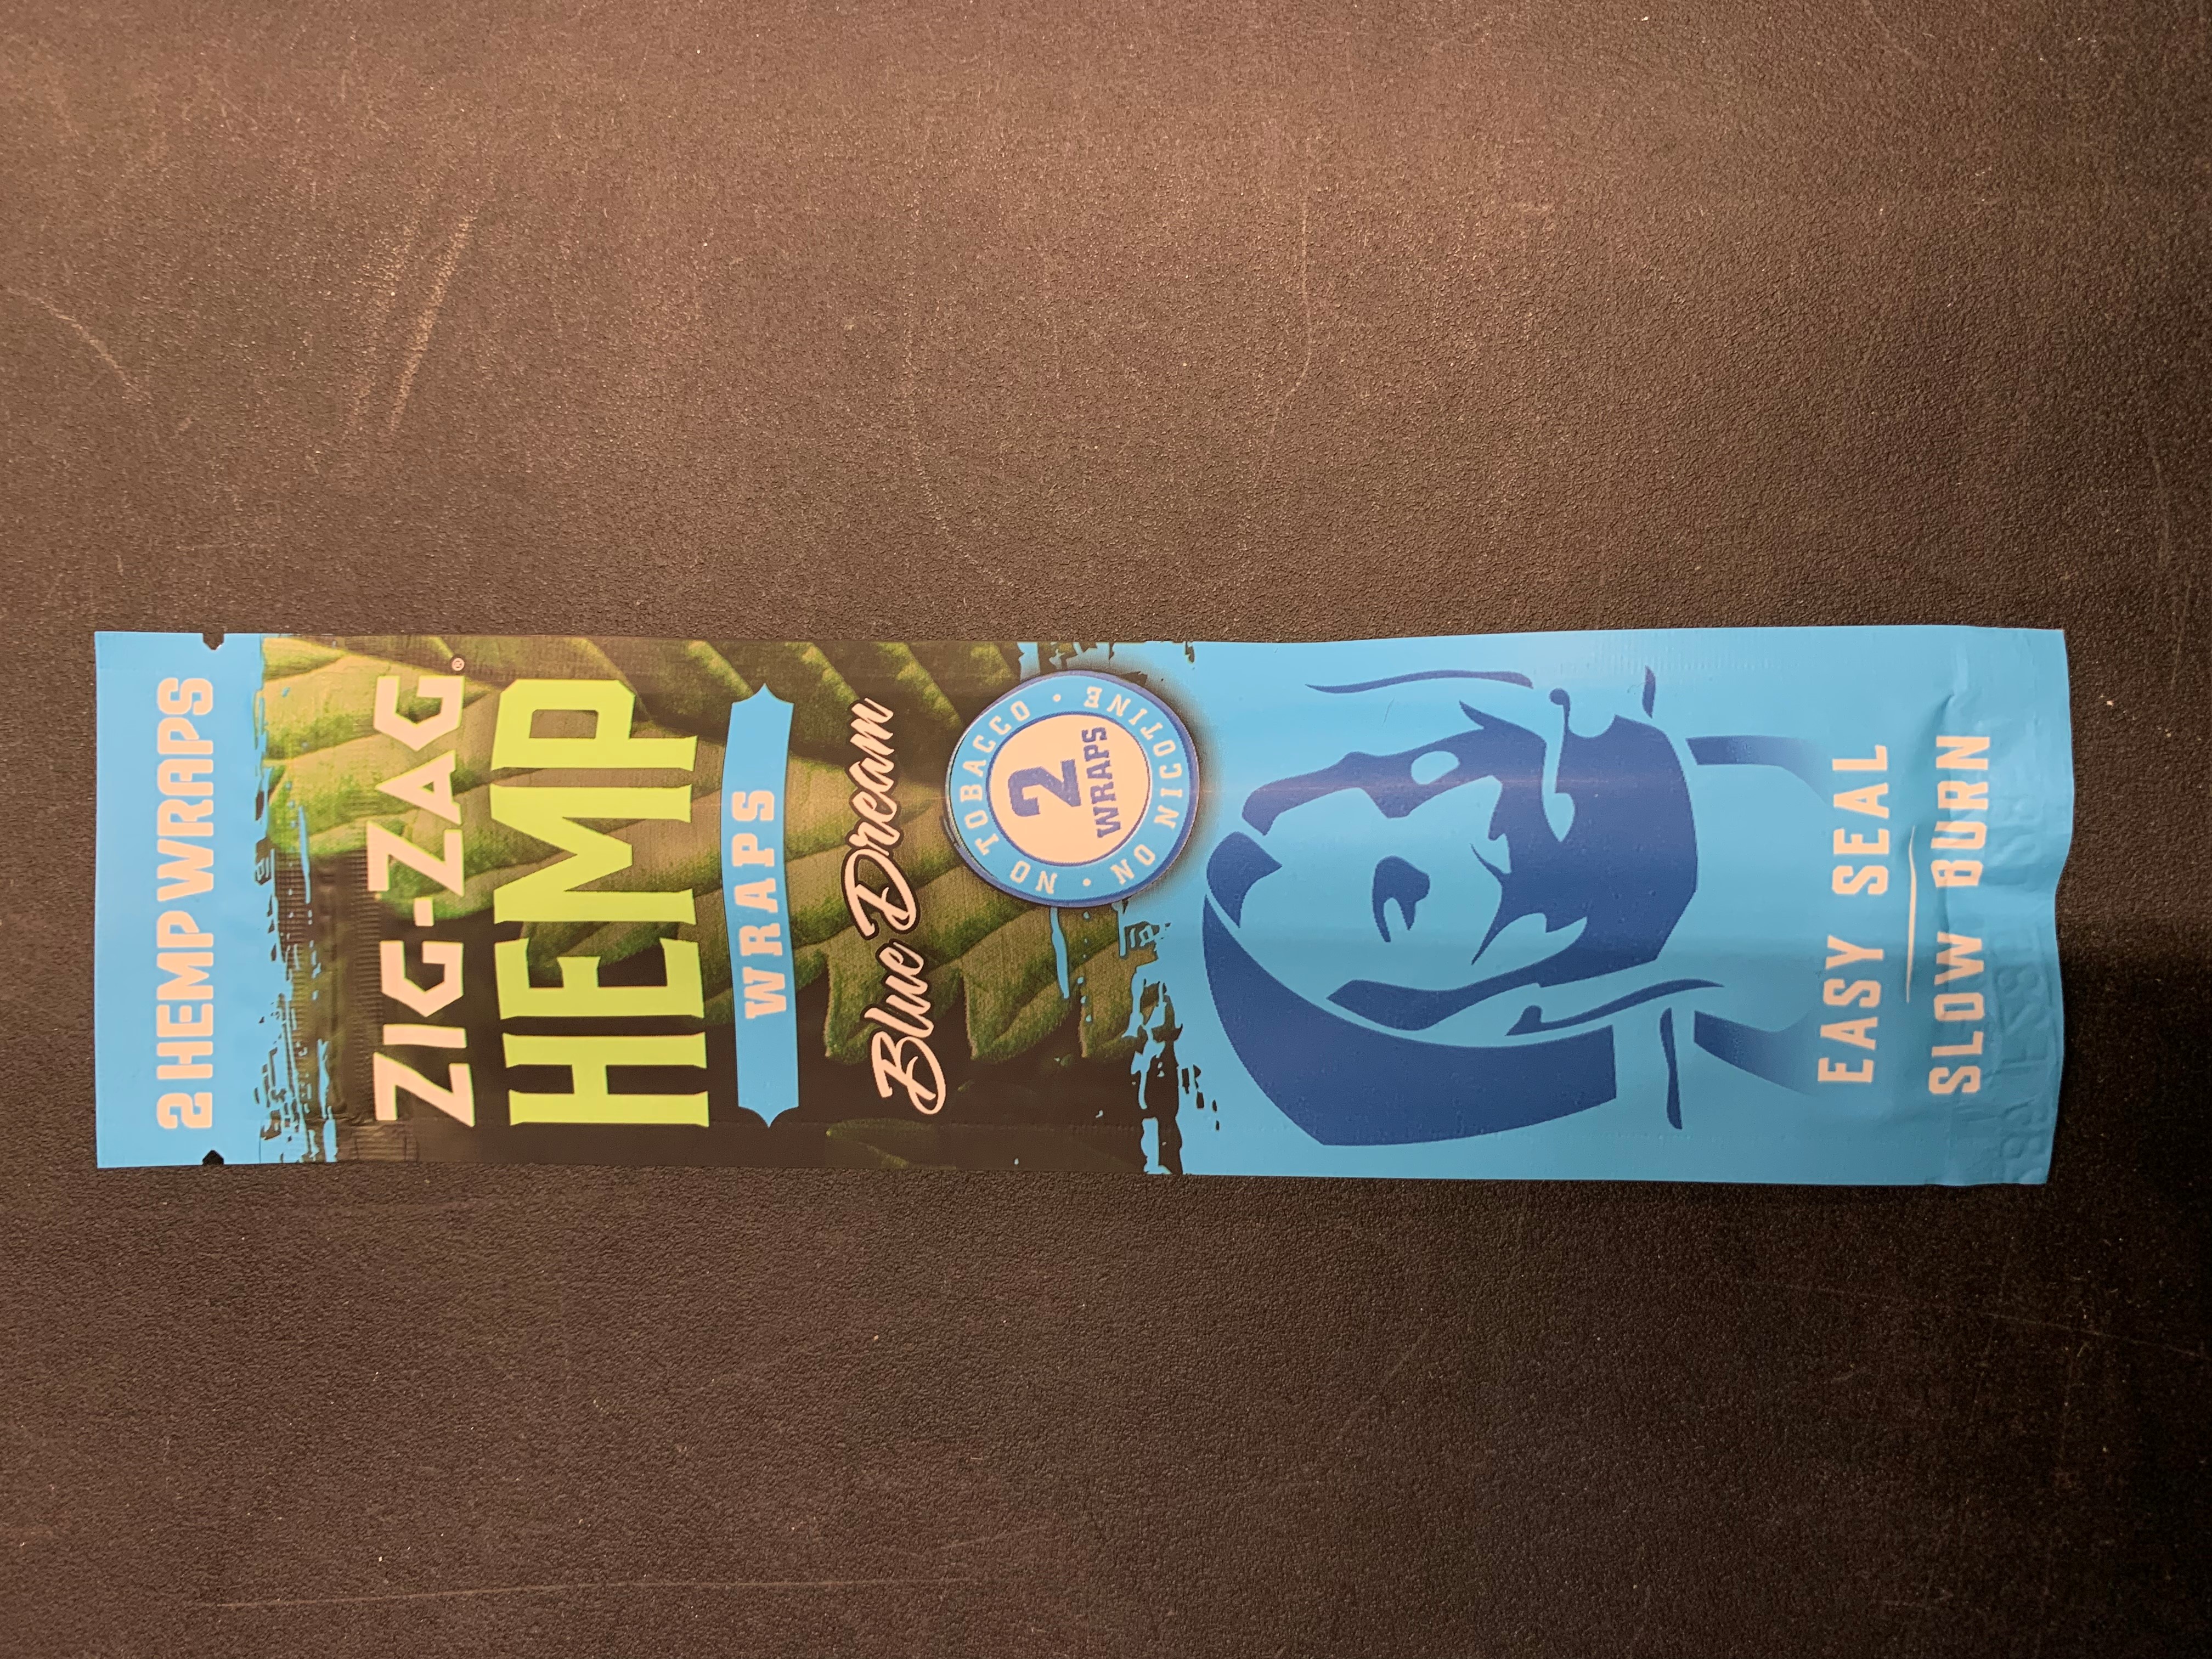 2 HEMP WRAPS
ZIG-ZAG®
HEMP
WRAPS
Blue Dream
NO TOBACCO • NO NICOTINE •
2
WRAPS
EASY SEAL
SLOW BURN